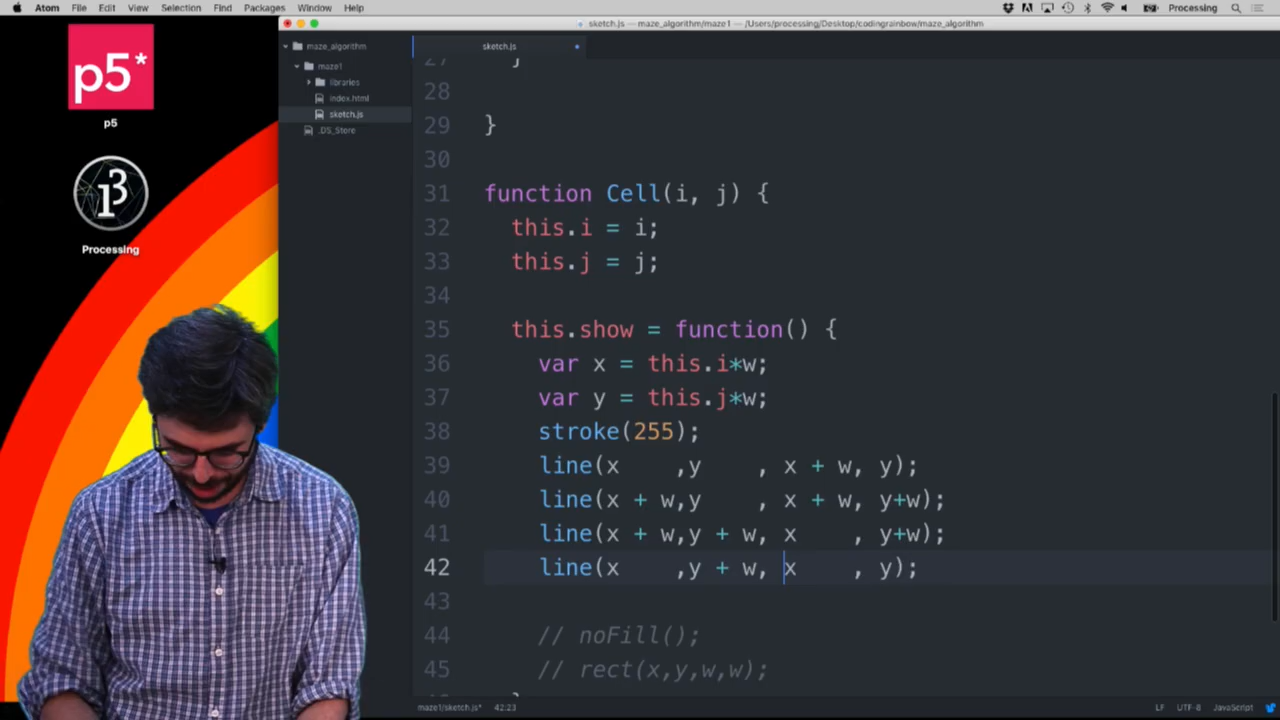 Atom File Edit View Selection Find Packages Window Help Processing
sketch.js — maze_algorithm/maze1 — /Users/processing/Desktop/codingrainbow/maze_algorithm
p5*
p5
Processing
maze_algorithm
maze1
libraries
index.html
sketch.js
.DS_Store
sketch.js
27 }
28
29 }
30
31 function Cell(i, j) {
32 this.i = i;
33 this.j = j;
34
35 this.show = function() {
36 var x = this.i*w;
37 var y = this.j*w;
38 stroke(255);
39 line(x    ,y    , x + w, y);
40 line(x + w,y    , x + w, y+w);
41 line(x + w,y + w, x    , y+w);
42 line(x    ,y + w, x    , y);
43
44 // noFill();
45 // rect(x,y,w,w);
maze1/sketch.js* 42:23 LF UTF-8 JavaScript